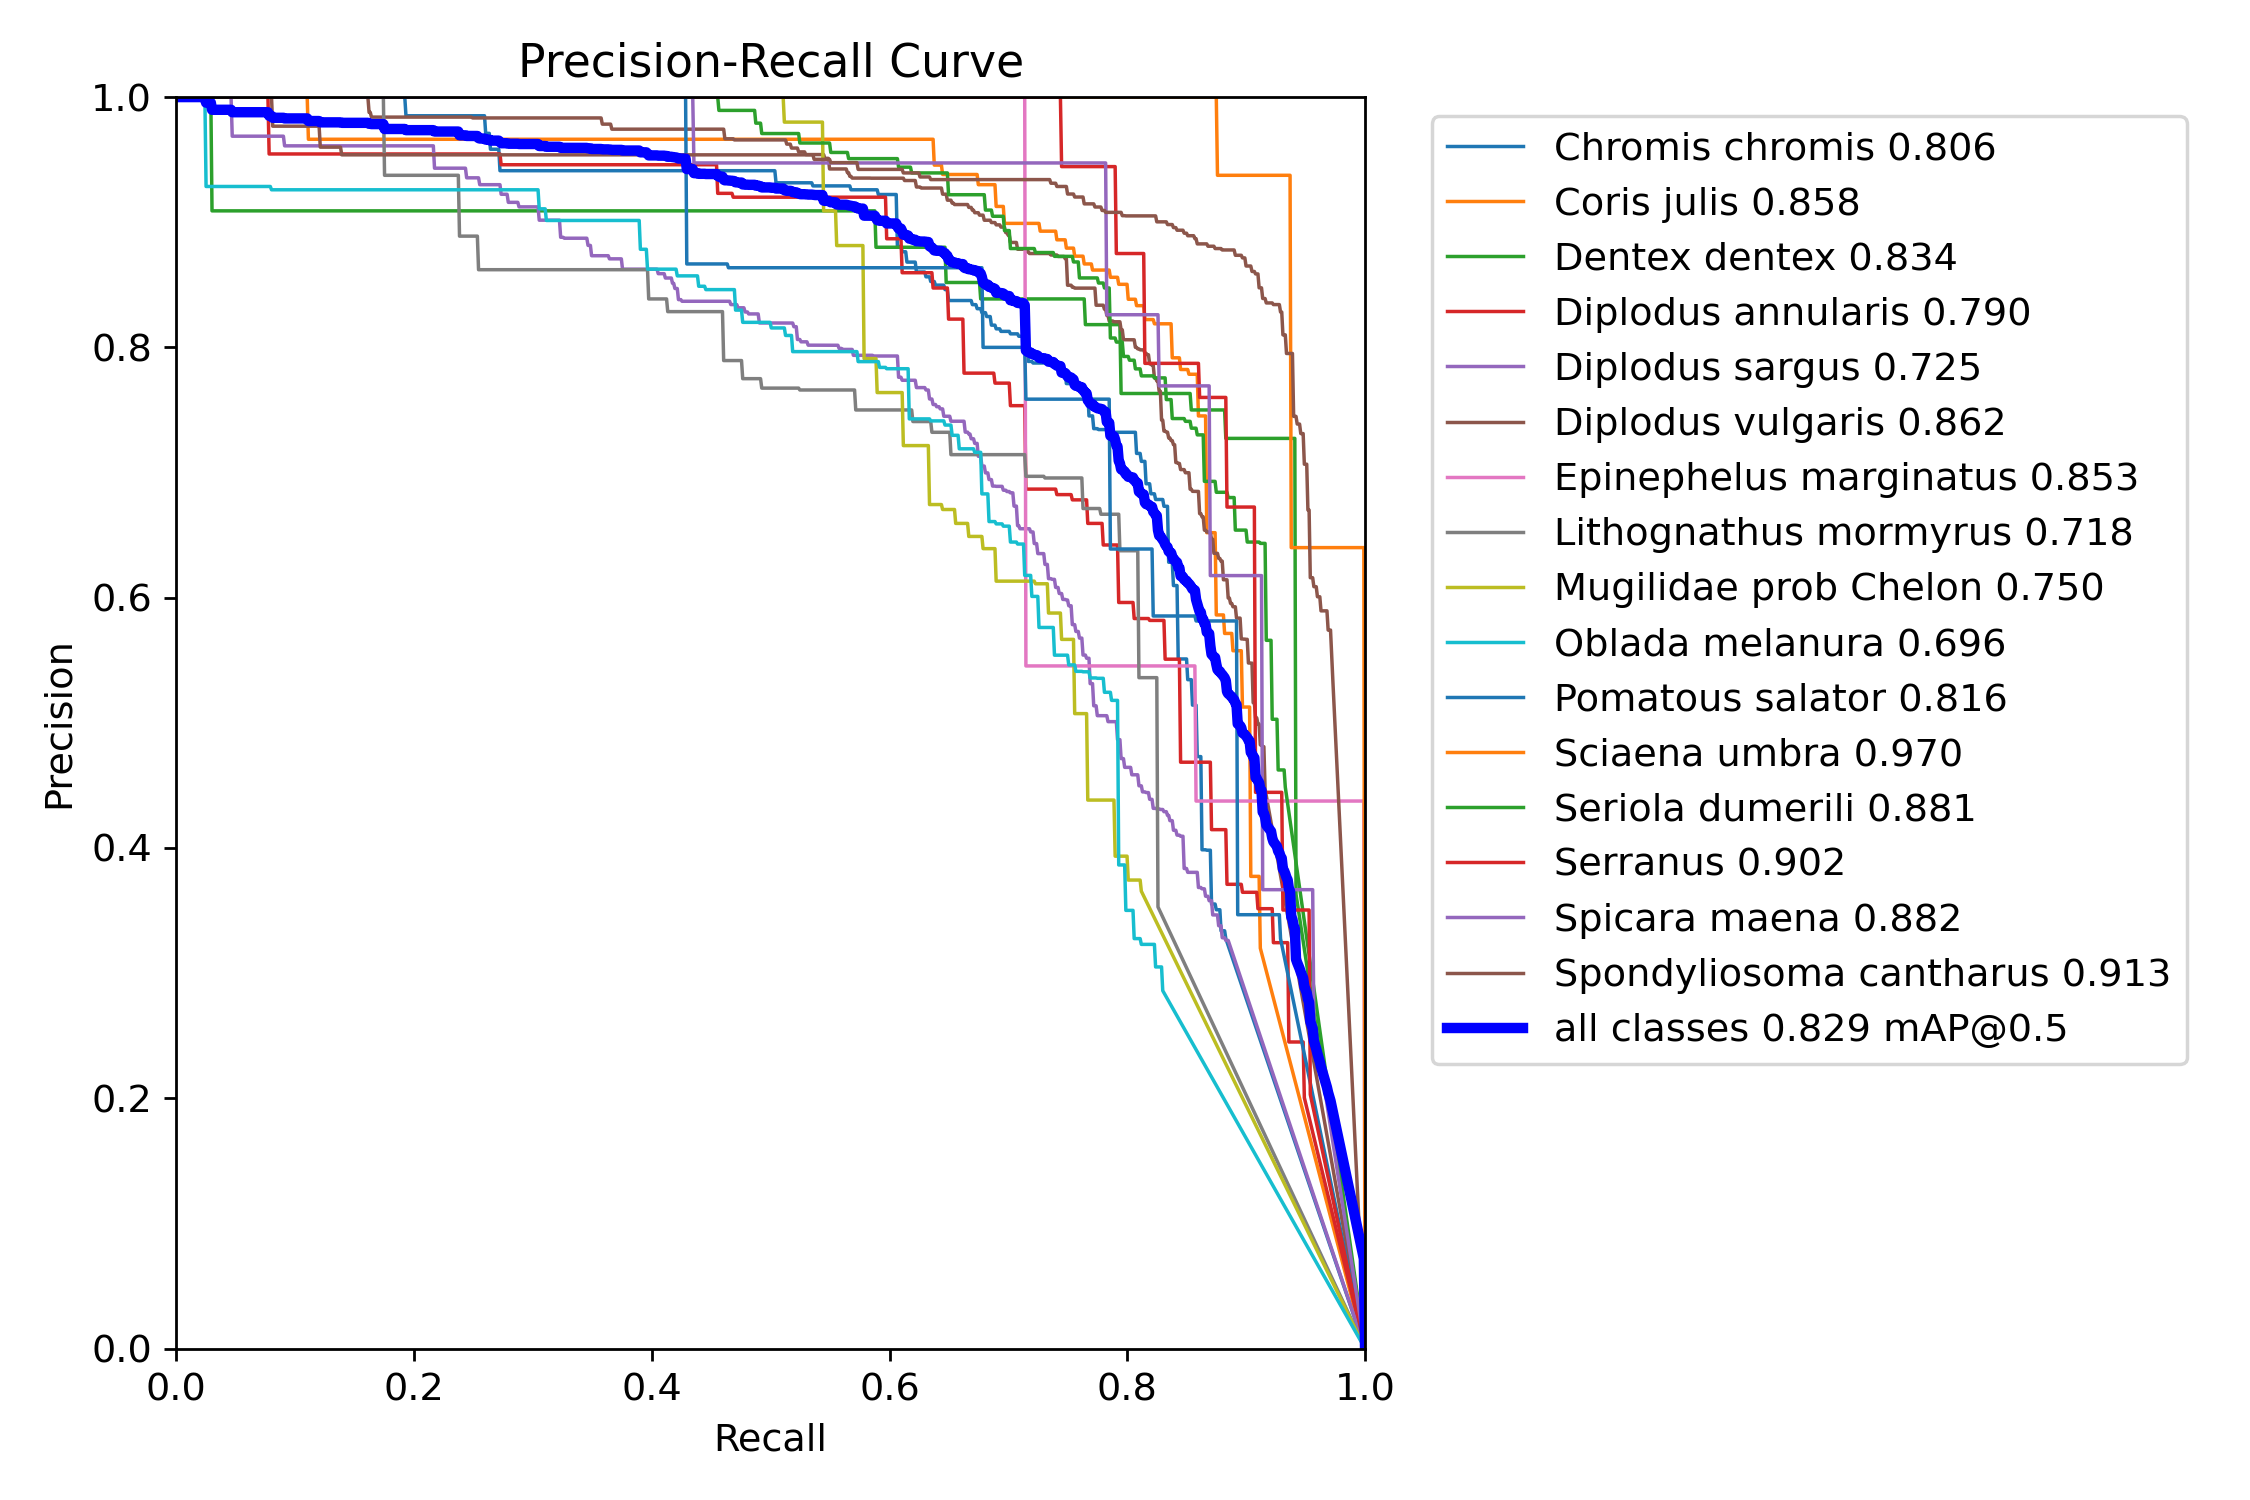 Precision-Recall Curve
1.0
0.8
0.6
0.4
0.2
0.0
Precision
0.0 0.2 0.4 0.6 0.8 1.0
Recall
Chromis chromis 0.806
Coris julis 0.858
Dentex dentex 0.834
Diplodus annularis 0.790
Diplodus sargus 0.725
Diplodus vulgaris 0.862
Epinephelus marginatus 0.853
Lithognathus mormyrus 0.718
Mugilidae prob Chelon 0.750
Oblada melanura 0.696
Pomatous salator 0.816
Sciaena umbra 0.970
Seriola dumerili 0.881
Serranus 0.902
Spicara maena 0.882
Spondyliosoma cantharus 0.913
all classes 0.829 mAP@0.5